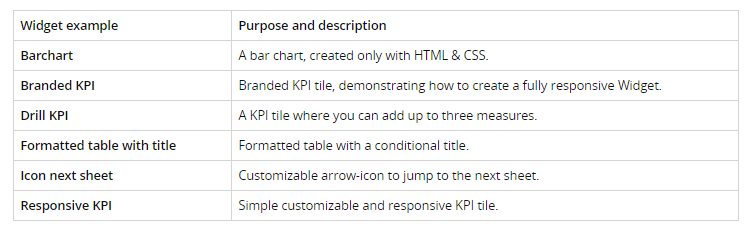 Widget example Purpose and description
Barchart A bar chart, created only with HTML & CSS.
Branded KPI Branded KPI tile, demonstrating how to create a fully responsive Widget.
Drill KPI A KPI tile where you can add up to three measures.
Formatted table with title Formatted table with a conditional title.
Icon next sheet Customizable arrow-icon to jump to the next sheet.
Responsive KPI Simple customizable and responsive KPI tile.